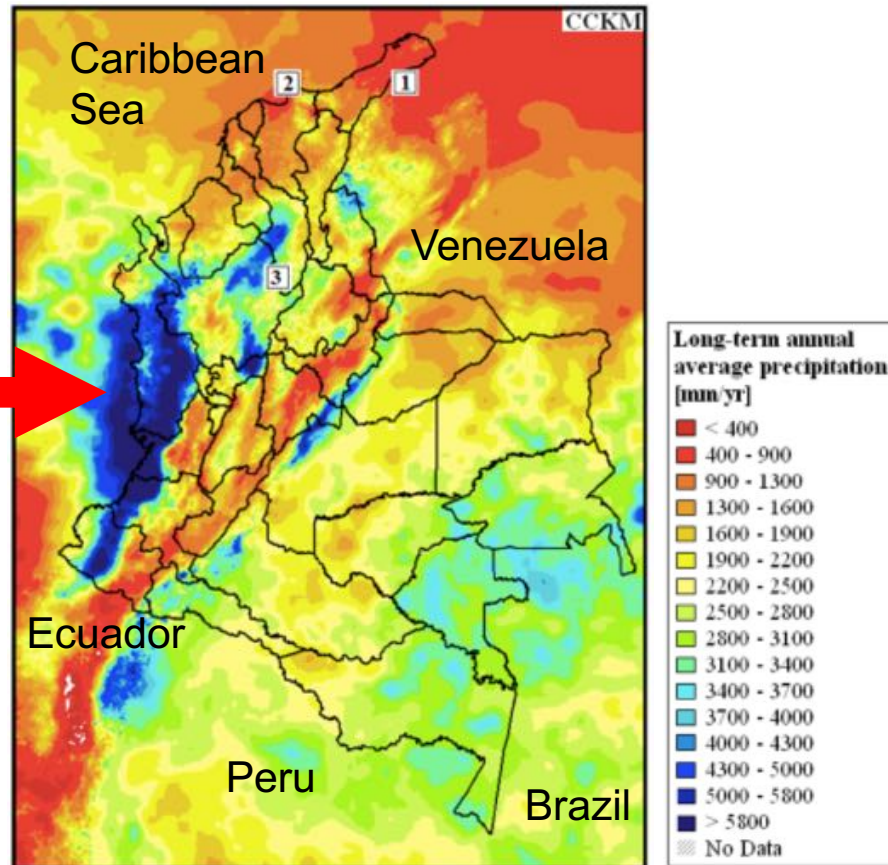 CCKM
Caribbean
Sea
2
1
Venezuela
3
Ecuador
Peru
Brazil
Long-term annual
average precipitation
[mm/yr]
< 400
400 - 900
900 - 1300
1300 - 1600
1600 - 1900
1900 - 2200
2200 - 2500
2500 - 2800
2800 - 3100
3100 - 3400
3400 - 3700
3700 - 4000
4000 - 4300
4300 - 5000
5000 - 5800
> 5800
No Data